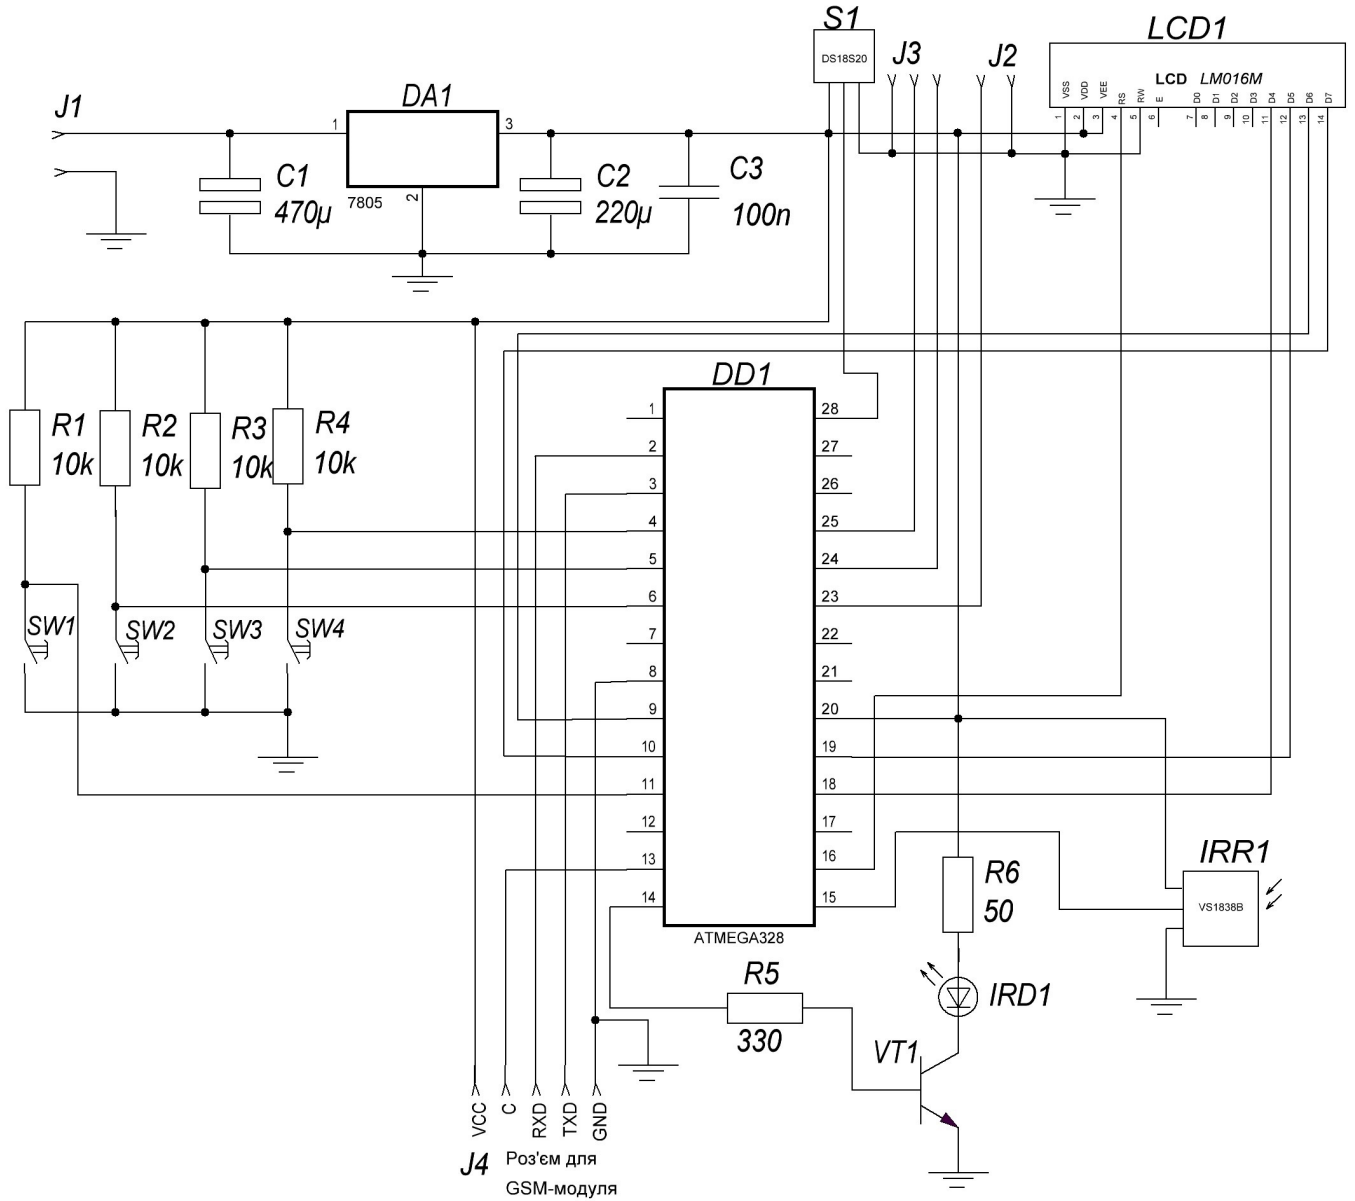 S1
DS18S20
J3
J2
LCD1
LCD LM016M
VSS
VDD
VEE
RS
RW
E
D0
D1
D2
D3
D4
D5
D6
D7
1
2
3
4
5
6
7
8
9
10
11
12
13
14
J1
DA1
1
3
2
7805
C1
470µ
C2
220µ
C3
100n
R1
10k
R2
10k
R3
10k
R4
10k
SW1
SW2
SW3
SW4
DD1
1
2
3
4
5
6
7
8
9
10
11
12
13
14
28
27
26
25
24
23
22
21
20
19
18
17
16
15
ATMEGA328
IRR1
VS1838B
R6
50
IRD1
R5
330
VT1
VCC
C
RXD
TXD
GND
J4
Роз'єм для
GSM-модуля